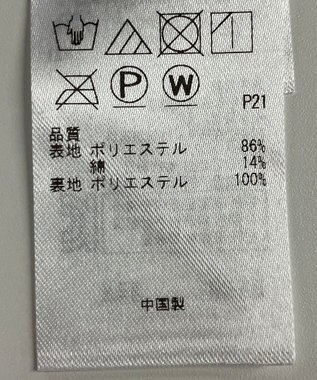 P W
P21
品質
表地 ポリエステル 86%
綿 14%
裏地 ポリエステル 100%
中国製